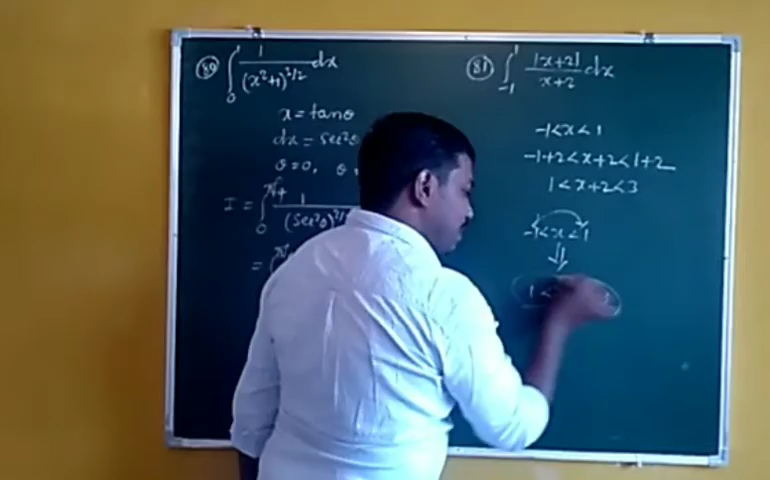 (80) ∫₀¹ 1/(x²+1)^3/2 dx
x = tanθ
dx = sec²θ
θ=0, θ
I = ∫₀^π/4 1/(sec²θ)^3/2
=
(81) ∫₋₁¹ |x+2|/x+2 dx
-1<x<1
-1+2<x+2<1+2
1<x+2<3
-1<x<1
⇓
1 <